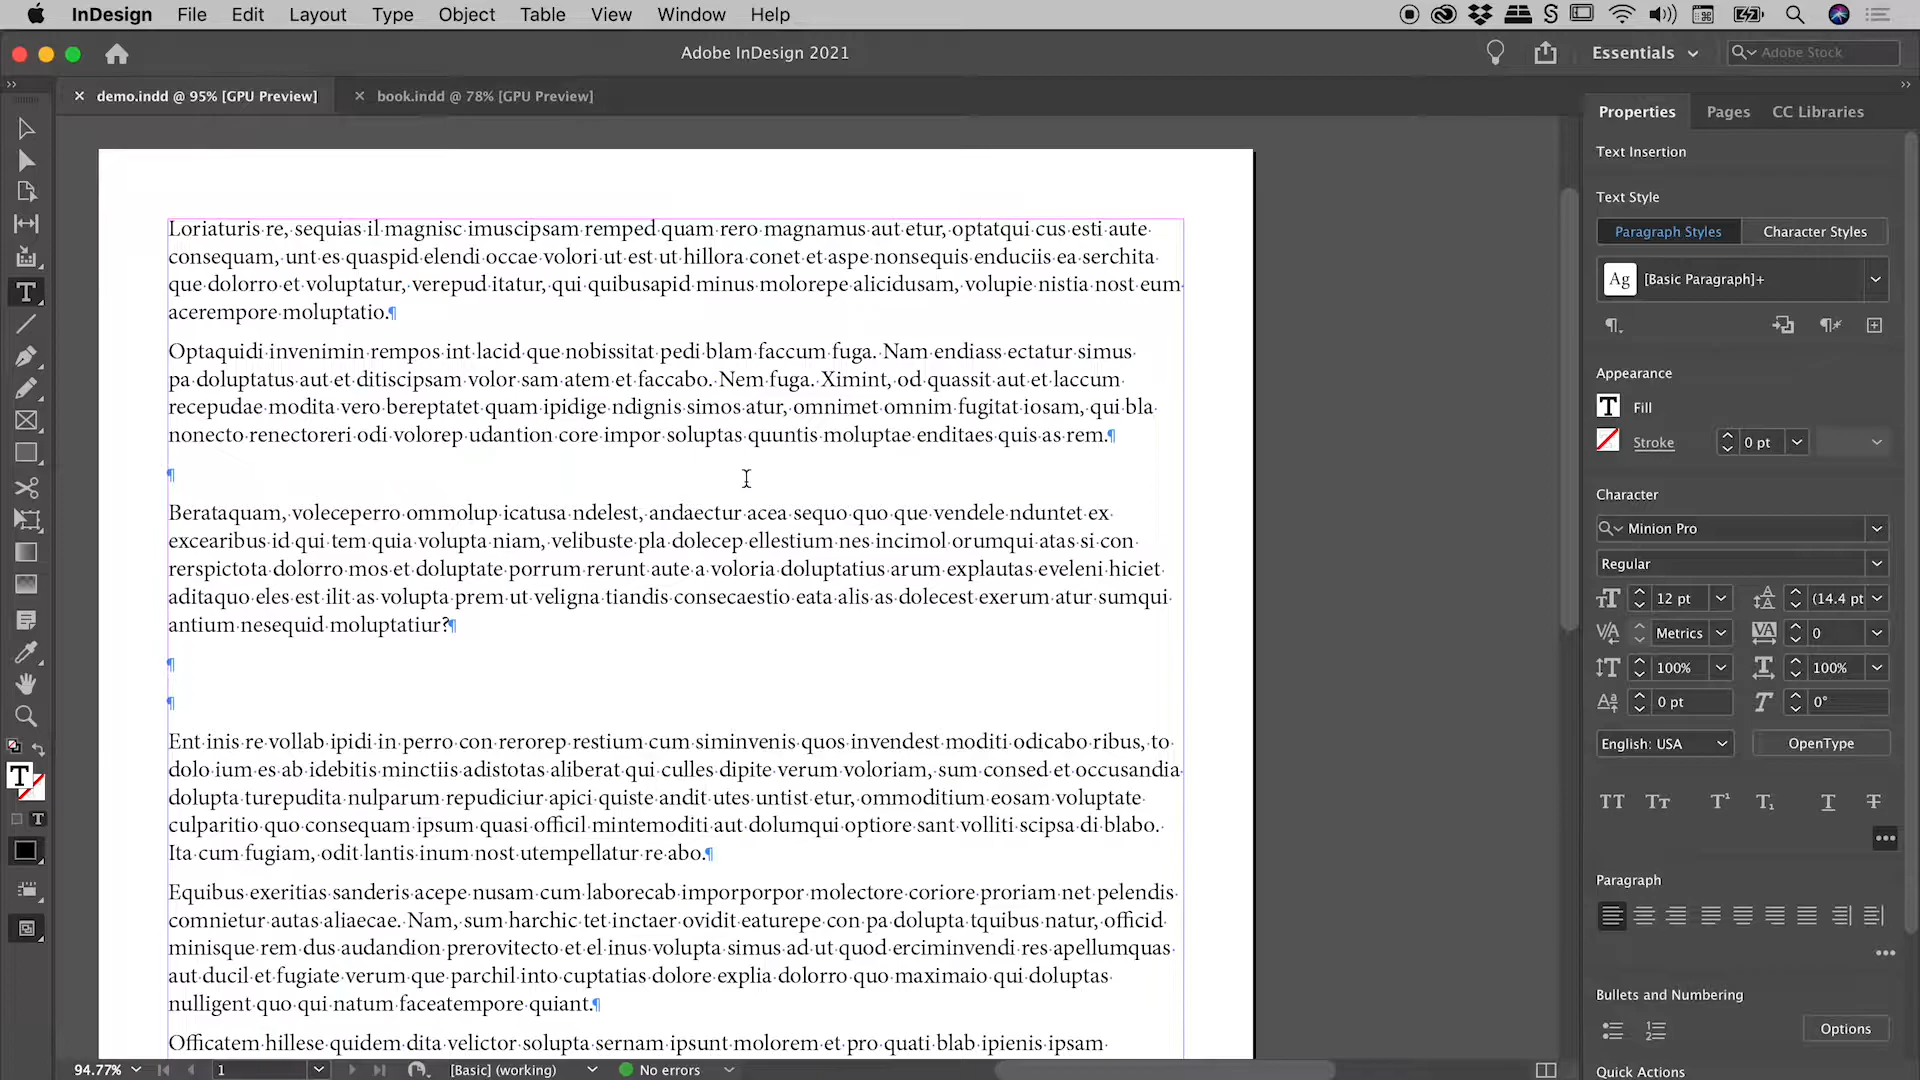 InDesign File Edit Layout Type Object Table View Window Help
Adobe InDesign 2021
Essentials
Adobe Stock
demo.indd @ 95% [GPU Preview]
book.indd @ 78% [GPU Preview]
Properties Pages CC Libraries
Loriaturis re, sequias il magnisc imuscipsam remped quam rero magnamus aut etur, optatqui cus esti aute
consequam, unt es quaspid elendi occae volori ut est ut hillora conet et aspe nonsequis enduciis ea serchita
que dolorro et voluptatur, verepud itatur, qui quibusapid minus molorepe alicidusam, volupie nistia nost eum
acerempore moluptatio.¶
Optaquidi invenimin rempos int lacid que nobissitat pedi blam faccum fuga. Nam endiass ectatur simus
pa doluptatus aut et ditiscipsam volor sam atem et faccabo. Nem fuga. Ximint, od quassit aut et laccum
recepudae modita vero bereptatet quam ipidige ndignis simos atur, omnimet omnim fugitat iosam, qui bla
nonecto renectoreri odi volorep udantion core impor soluptas quuntis moluptae enditaes quis as rem.¶
¶
Berataquam, voleceperro ommolup icatusa ndelest, andaectur acea sequo quo que vendele nduntet ex
excearibus id qui tem quia volupta niam, velibuste pla dolecep ellestium nes incimol orumqui atas si con
rerspictota dolorro mos et doluptate porrum rerunt aute a voloria doluptatius arum explautas eveleni hiciet
aditaquo eles est ilit as volupta prem ut veligna tiandis consecaestio eata alis as dolecest exerum atur sumqui
antium nesequid moluptatiur?¶
¶
¶
Ent inis re vollab ipidi in perro con rerorep restium cum siminvenis quos invendest moditi odicabo ribus, to
dolo ium es ab idebitis minctiis adistotas aliberat qui culles dipite verum voloriam, sum consed et occusandia
dolupta turepudita nulparum repudiciur apici quiste andit utes untist etur, ommoditium eosam voluptate
culparitio quo consequam ipsum quasi officil mintemoditi aut dolumqui optiore sant volliti scipsa di blabo.
Ita cum fugiam, odit lantis inum nost utempellatur re abo.¶
Equibus exeritias sanderis acepe nusam cum laborecab imporporpor molectore coriore proriam net pelendis
comnietur autas aliaecae. Nam, sum harchic tet inctaer ovidit eaturepe con pa dolupta tquibus natur, officid
minisque rem dus audandion prerovitecto et el inus volupta simus ad ut quod erciminvendi res apellumquas
aut ducil et fugiate verum que parchil into cuptatias dolore explia dolorro quo maximaio qui doluptas
nulligent quo qui natum faceatempore quiant.¶
Officatem hillese quidem dita velictor solupta sernam ipsunt molorem et pro quati blab ipienis ipsam
Text Insertion
Text Style
Paragraph Styles Character Styles
Ag [Basic Paragraph]+
Appearance
Fill
Stroke 0 pt
Character
Minion Pro
Regular
12 pt (14.4 pt
Metrics 0
100% 100%
0 pt 0°
English: USA OpenType
Paragraph
Bullets and Numbering
Options
Quick Actions
94.77% 1 [Basic] (working) No errors